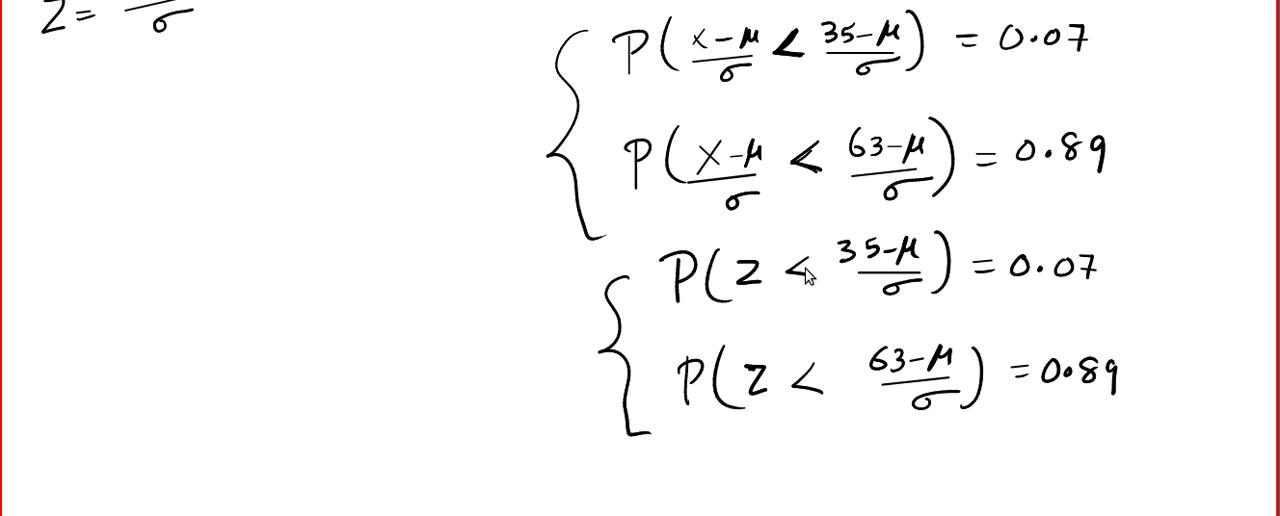 Z = / σ
P( (x-μ)/σ < (35-μ)/σ ) = 0.07
P( (X-μ)/σ < (63-μ)/σ ) = 0.89
P( Z < (35-μ)/σ ) = 0.07
P( Z < (63-μ)/σ ) = 0.89